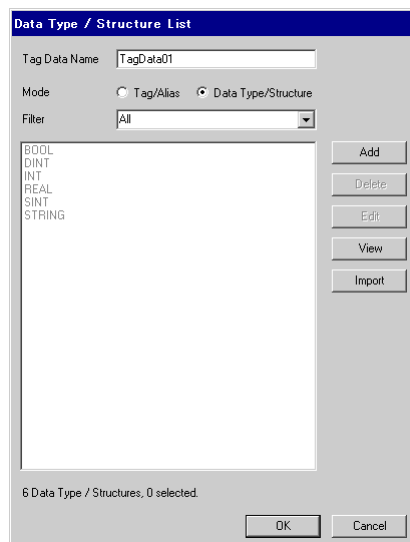 Data Type / Structure List
Tag Data Name TagData01
Mode Tag/Alias Data Type/Structure
Filter All
BOOL
DINT
INT
REAL
SINT
STRING
Add
Delete
Edit
View
Import
6 Data Type / Structures, 0 selected.
OK Cancel